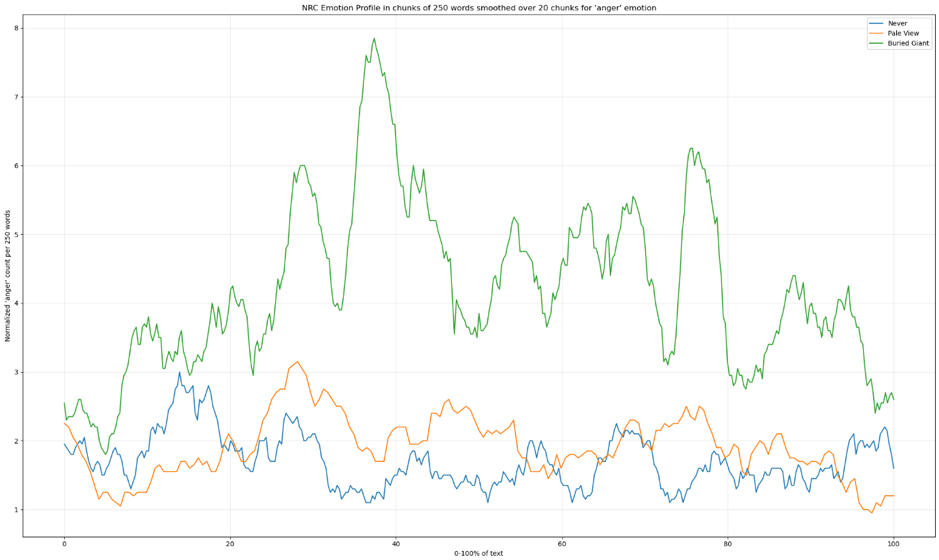 NRC Emotion Profile in chunks of 250 words smoothed over 20 chunks for 'anger' emotion
Never
Pale View
Buried Giant
8
7
6
5
4
3
2
1
Normalized 'anger' count per 250 words
0 20 40 60 80 100
0-100% of text